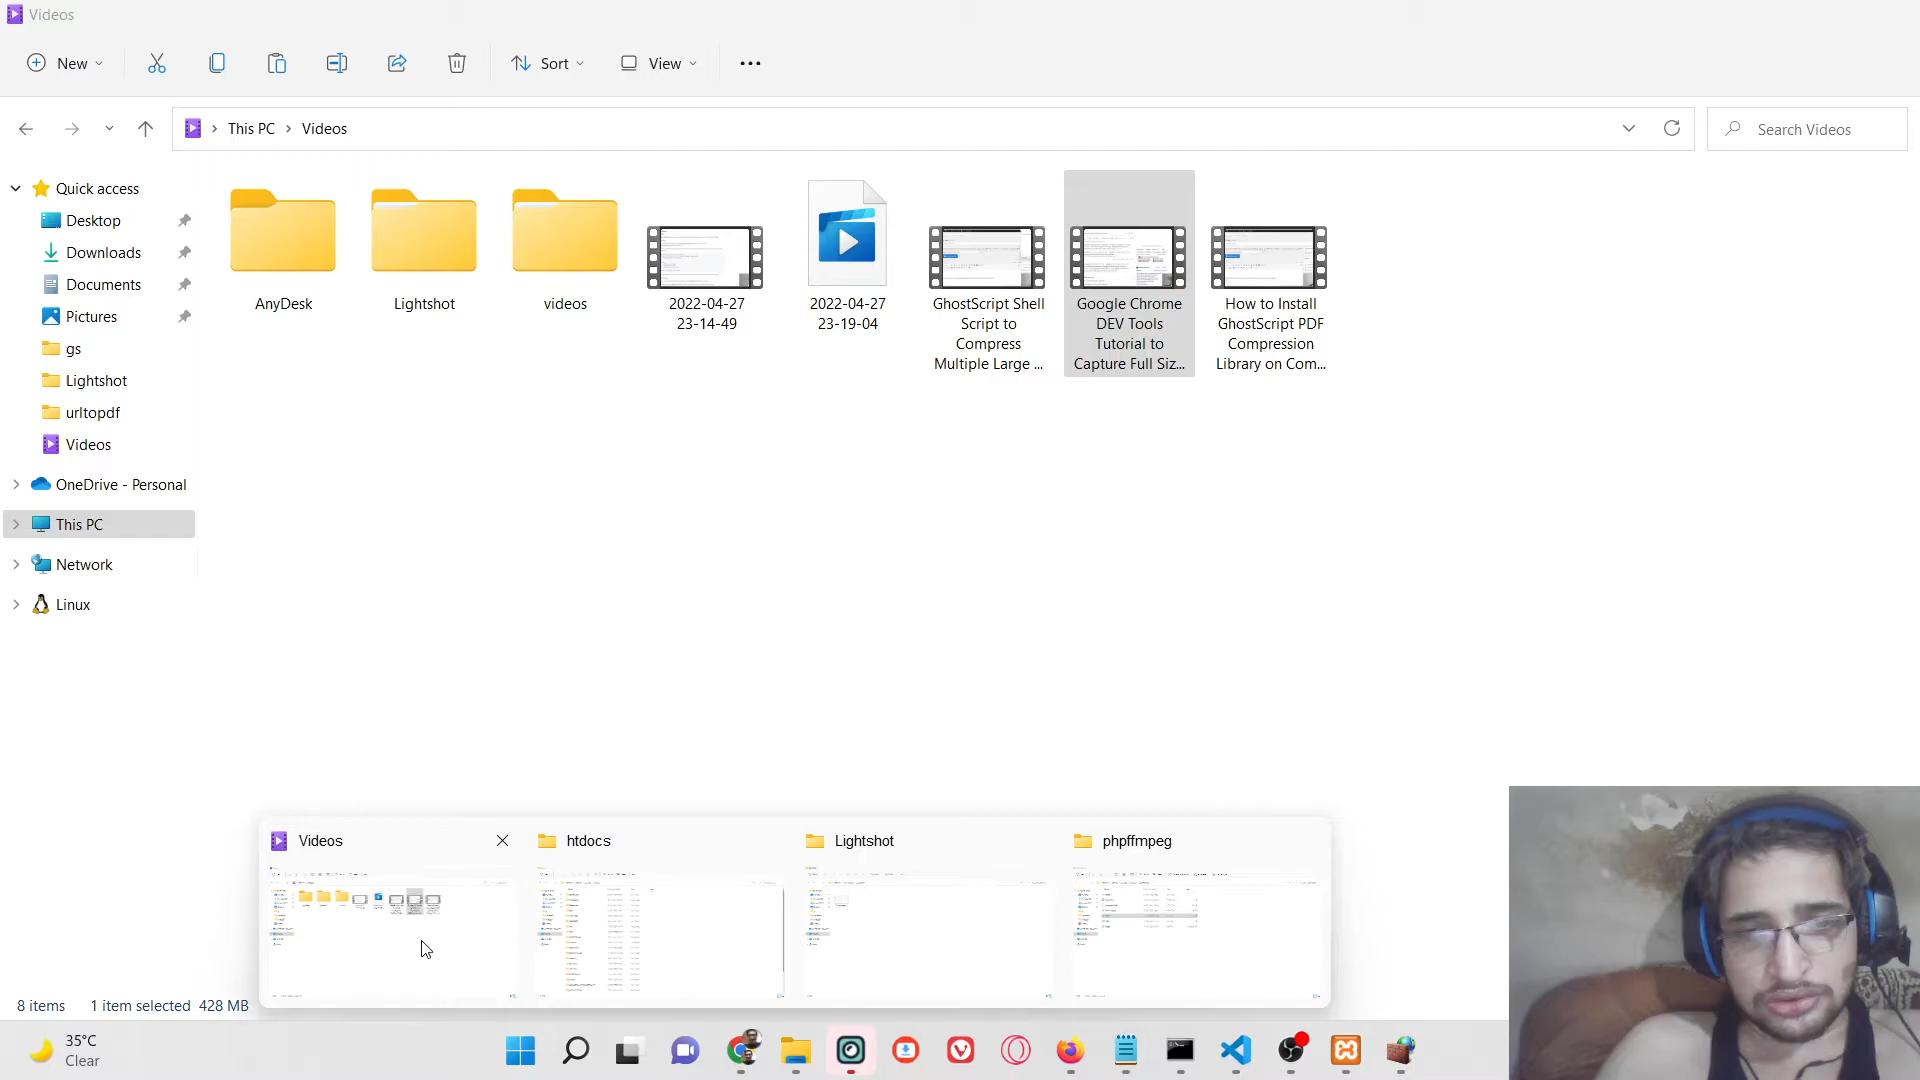 Videos
New
Sort
View
This PC
Videos
Search Videos
Quick access
Desktop
Downloads
Documents
Pictures
gs
Lightshot
urltopdf
Videos
OneDrive - Personal
This PC
Network
Linux
AnyDesk
Lightshot
videos
2022-04-27
23-14-49
2022-04-27
23-19-04
GhostScript Shell
Script to
Compress
Multiple Large ...
Google Chrome
DEV Tools
Tutorial to
Capture Full Siz...
How to Install
GhostScript PDF
Compression
Library on Com...
Videos
htdocs
Lightshot
phpffmpeg
8 items
1 item selected 428 MB
35°C
Clear